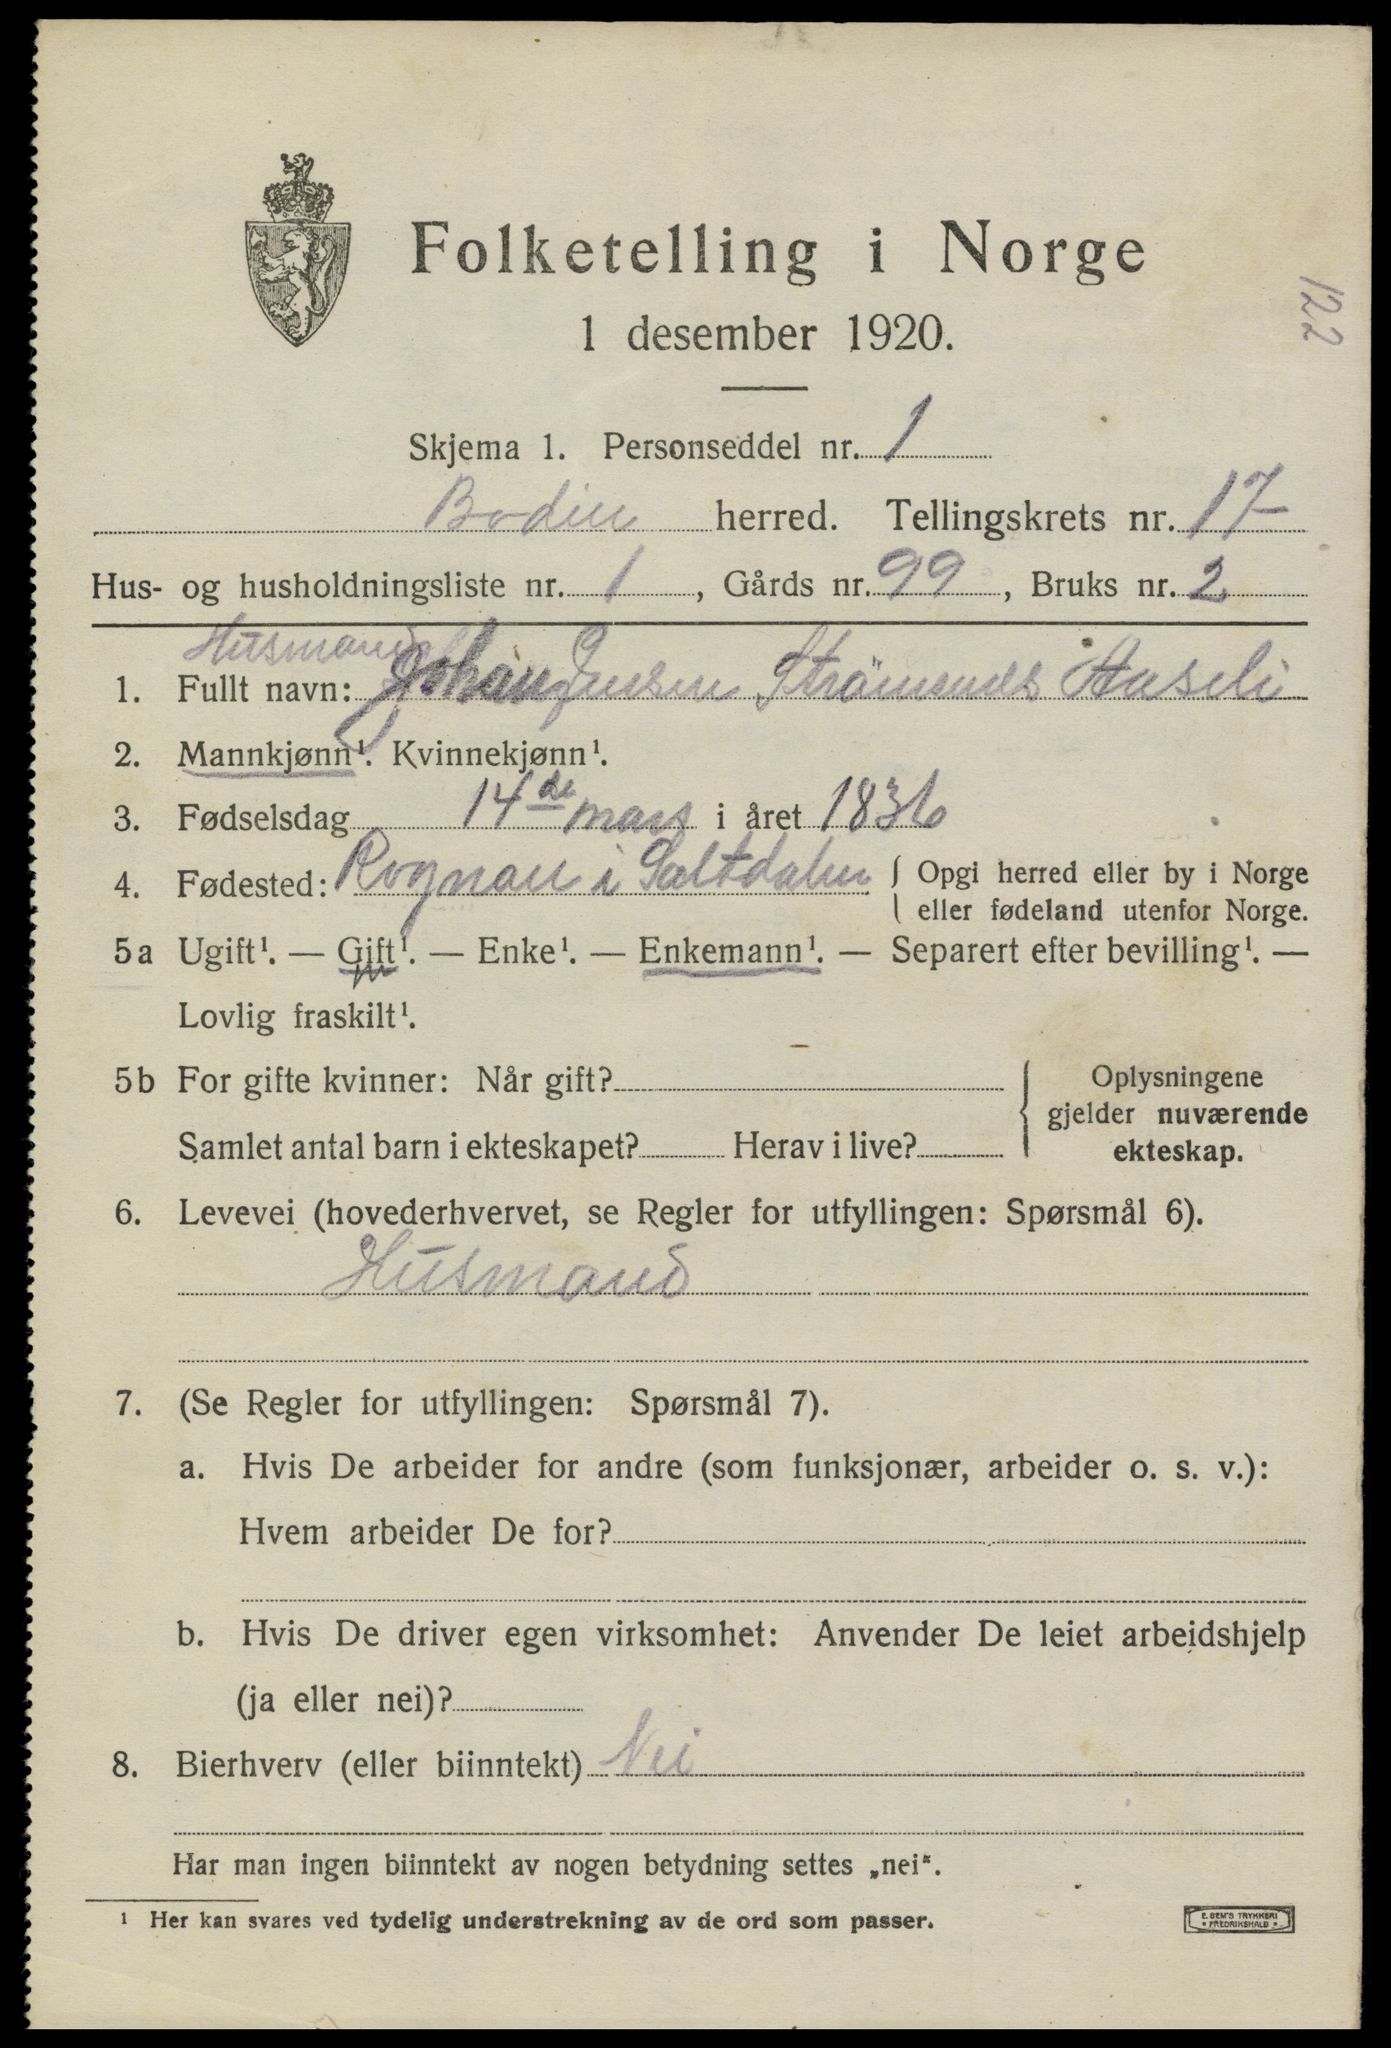 Folketelling i Norge
1 desember 1920.
122
Skjema 1. Personseddel nr. 1
Bodin herred. Tellingskrets nr. 17
Hus- og husholdningsliste nr. 1, Gårds nr. 99, Bruks nr. 2
Husmand
1. Fullt navn: Johan Jensen Strömsnes Aaseli
2. Mannkjønn¹. Kvinnekjønn¹.
3. Fødselsdag 14de mars i året 1836
4. Fødested: Rognan i Saltdalen { Opgi herred eller by i Norge
eller fødeland utenfor Norge.
5a Ugift¹. — Gift¹. — Enke¹. — Enkemann¹. — Separert efter bevilling¹. —
Lovlig fraskilt¹.
5b For gifte kvinner: Når gift? { Oplysningene
gjelder nuværende
Samlet antal barn i ekteskapet? Herav i live? ekteskap.
6. Levevei (hovederhvervet, se Regler for utfyllingen: Spørsmål 6).
Husmand
7. (Se Regler for utfyllingen: Spørsmål 7).
a. Hvis De arbeider for andre (som funksjonær, arbeider o. s. v.):
Hvem arbeider De for?
b. Hvis De driver egen virksomhet: Anvender De leiet arbeidshjelp
(ja eller nei)?
8. Bierhverv (eller biinntekt) Nei
Har man ingen biinntekt av nogen betydning settes „nei“.
¹ Her kan svares ved tydelig understrekning av de ord som passer.
E. SEM'S TRYKKERI
• FREDRIKSHALD •